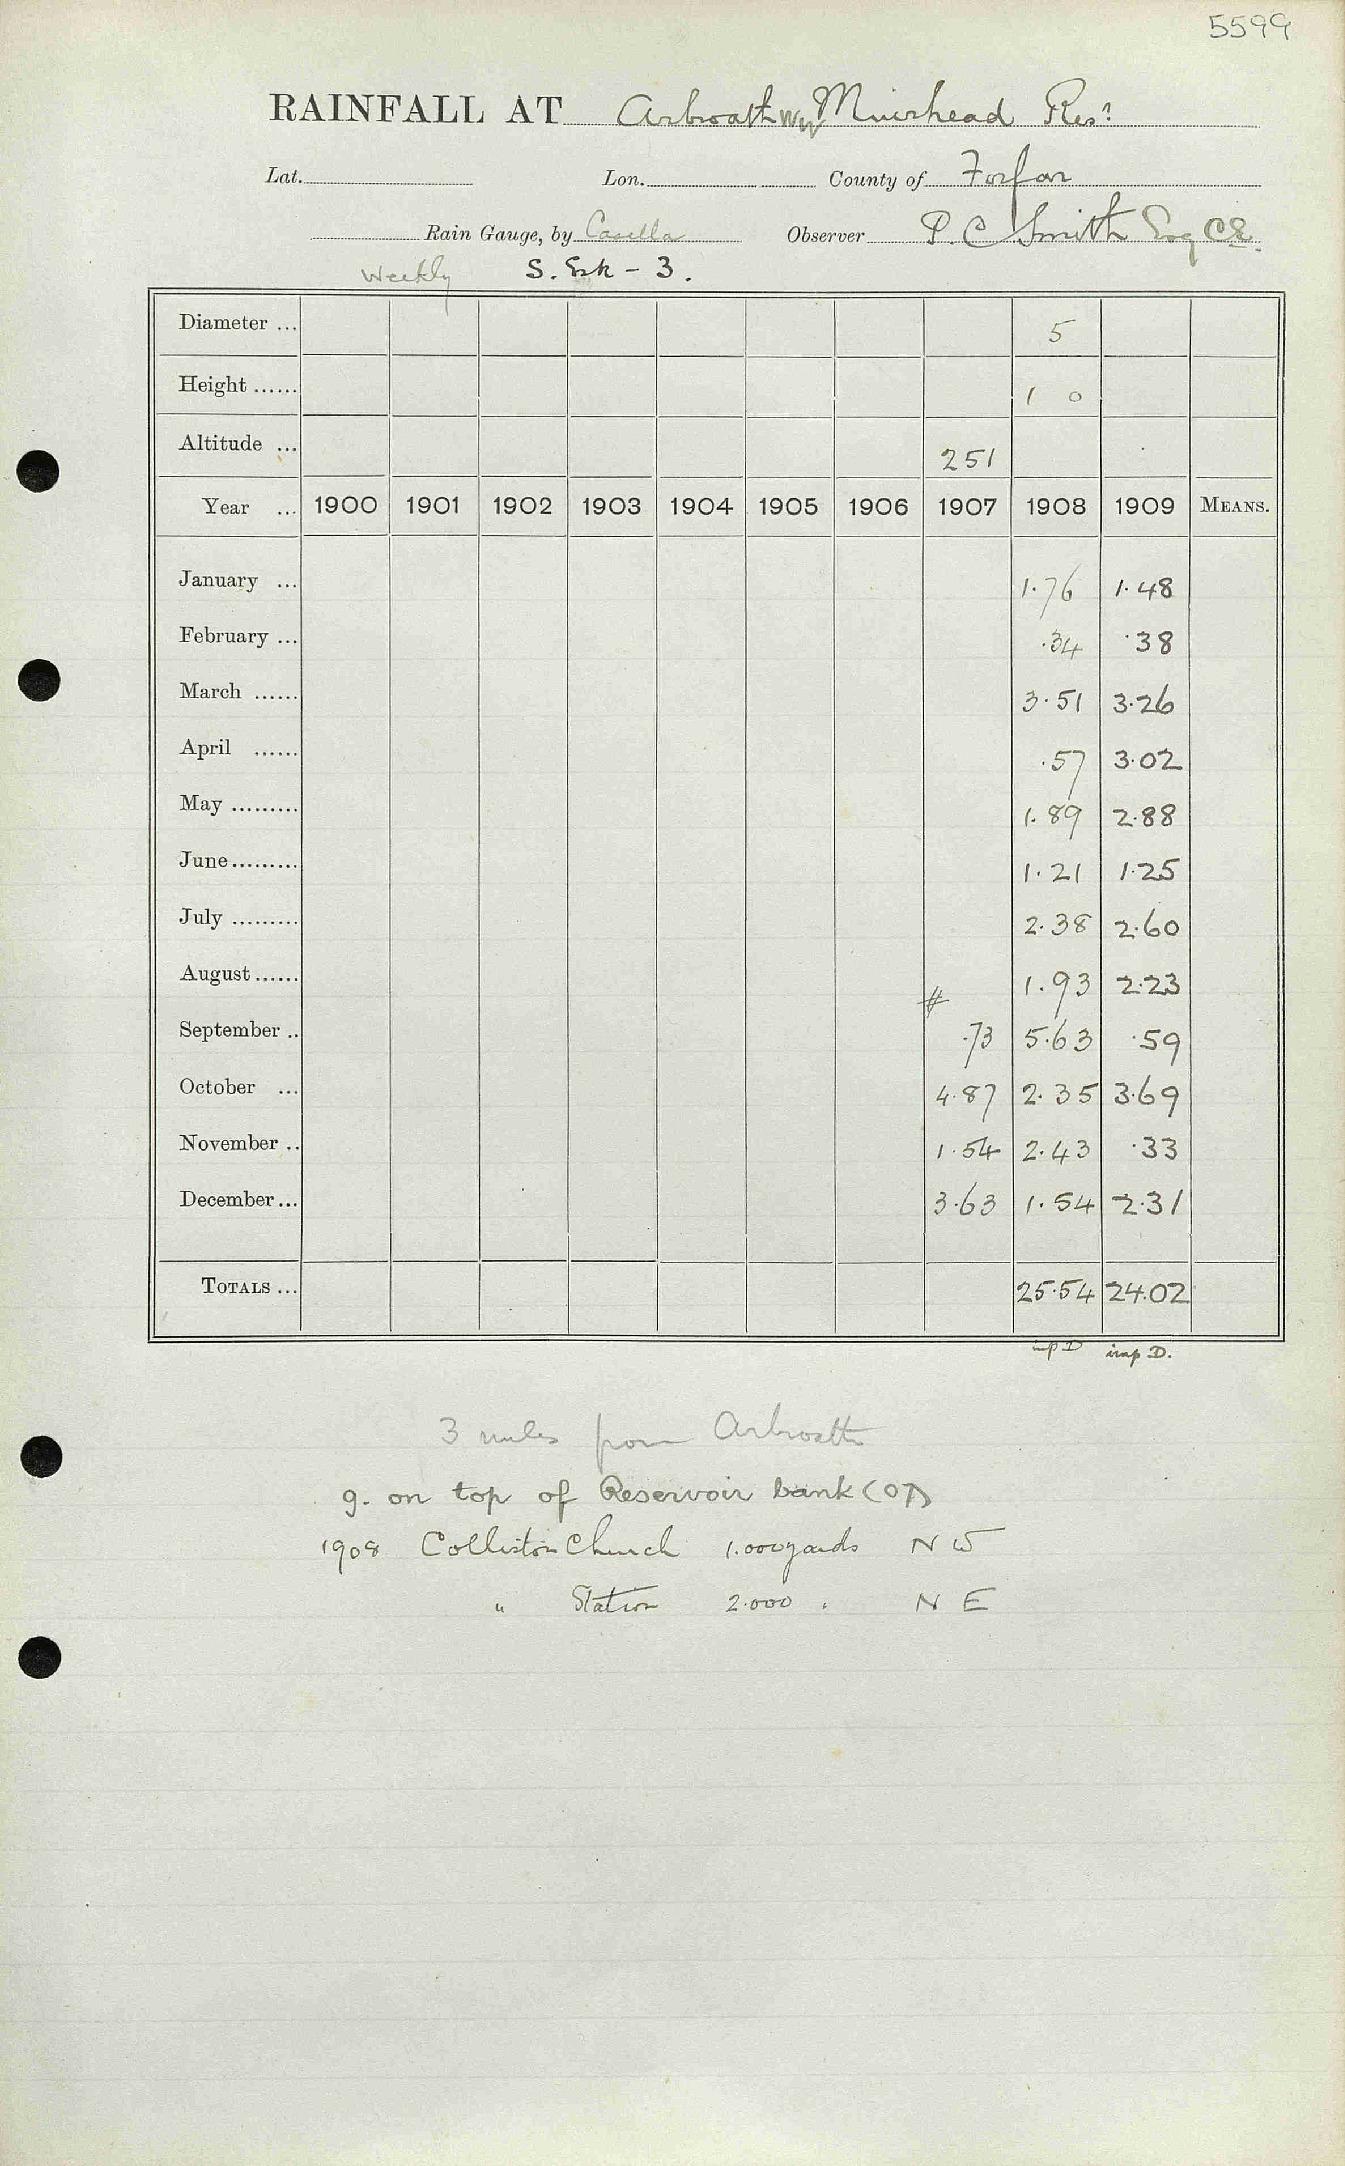 5599
RAINFALL AT Arbroath WW Muirhead Resr
Lat. Lon. County of Forfar
Rain Gauge, by Casella Observer P. C Smith Esq CE.
Weekly S. Esk - 3.
Diameter ... 5
Height ...... 1 0
Altitude ... 251
Year ... 1900 1901 1902 1903 1904 1905 1906 1907 1908 1909 MEANS.
January ... 1.76 1.48
February ... .34 .38
March ...... 3.51 3.26
April ...... .57 3.02
May ......... 1.89 2.88
June......... 1.21 1.25
July ......... 2.38 2.60
August ...... 1.93 2.23
September .. # .73 5.63 .59
October ... 4.87 2.35 3.69
November .. 1.54 2.43 .33
December ... 3.63 1.54 2.31
TOTALS ... 25.54 24.02
imp D imp D.
3 miles from Arbroath
g. on top of Reservoir bank (07)
1908 Colliston Church 1.000 yards N W
" Station 2.000 " N E